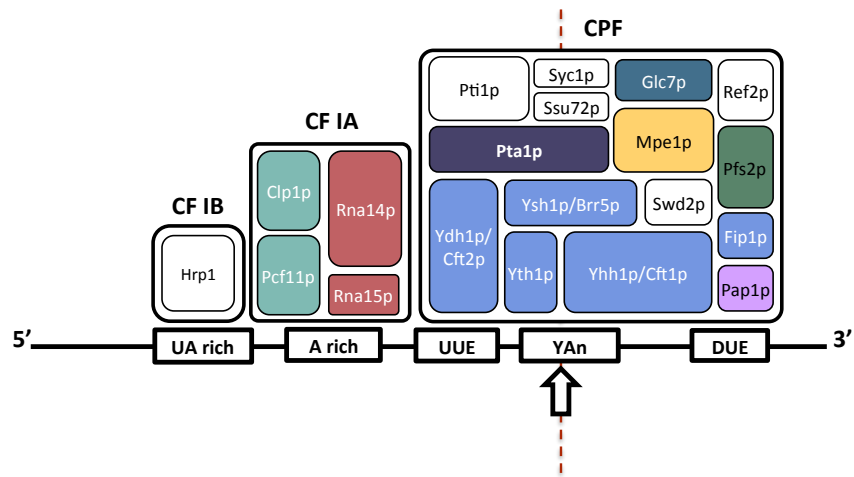 CPF
Pti1p
Syc1p
Glc7p
Ref2p
Ssu72p
CF IA
Mpe1p
Pta1p
Pfs2p
Clp1p
Rna14p
CF IB
Ysh1p/Brr5p
Swd2p
Ydh1p/
Cft2p
Fip1p
Hrp1
Pcf11p
Yth1p
Yhh1p/Cft1p
Rna15p
Pap1p
5’
UA rich
A rich
UUE
YAn
DUE
3’